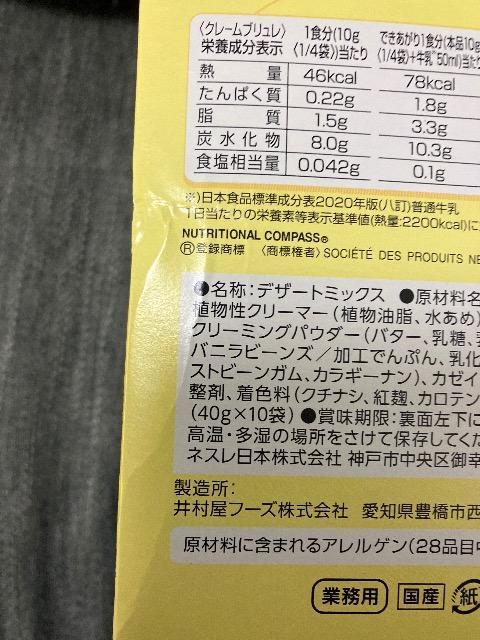 〈クレームブリュレ〉 1食分(10g できあがり1食分(本品10g
栄養成分表示 〈1/4袋〉)当たり 〈1/4袋〉+牛乳※50ml)当た
熱量 46kcal 78kcal
たんぱく質 0.22g 1.8g
脂質 1.5g 3.3g
炭水化物 8.0g 10.3g
食塩相当量 0.042g 0.1g
※)日本食品標準成分表2020年版(八訂)普通牛乳
1日当たりの栄養素等表示基準値(熱量:2200kcal)に
NUTRITIONAL COMPASS®
Ⓡ登録商標 〈商標権者〉SOCIÉTÉ DES PRODUITS NE
●名称:デザートミックス ●原材料名
植物性クリーマー(植物油脂、水あめ)
クリーミングパウダー(バター、乳糖、
バニラビーンズ/加工でんぷん、乳化
ストビーンガム、カラギーナン)、カゼイ
整剤、着色料(クチナシ、紅麹、カロテン
(40g×10袋) ●賞味期限:裏面左下に
高温・多湿の場所をさけて保存してくだ
ネスレ日本株式会社 神戸市中央区御幸
製造所:
井村屋フーズ株式会社 愛知県豊橋市西
原材料に含まれるアレルゲン(28品目中
業務用 国産 紙